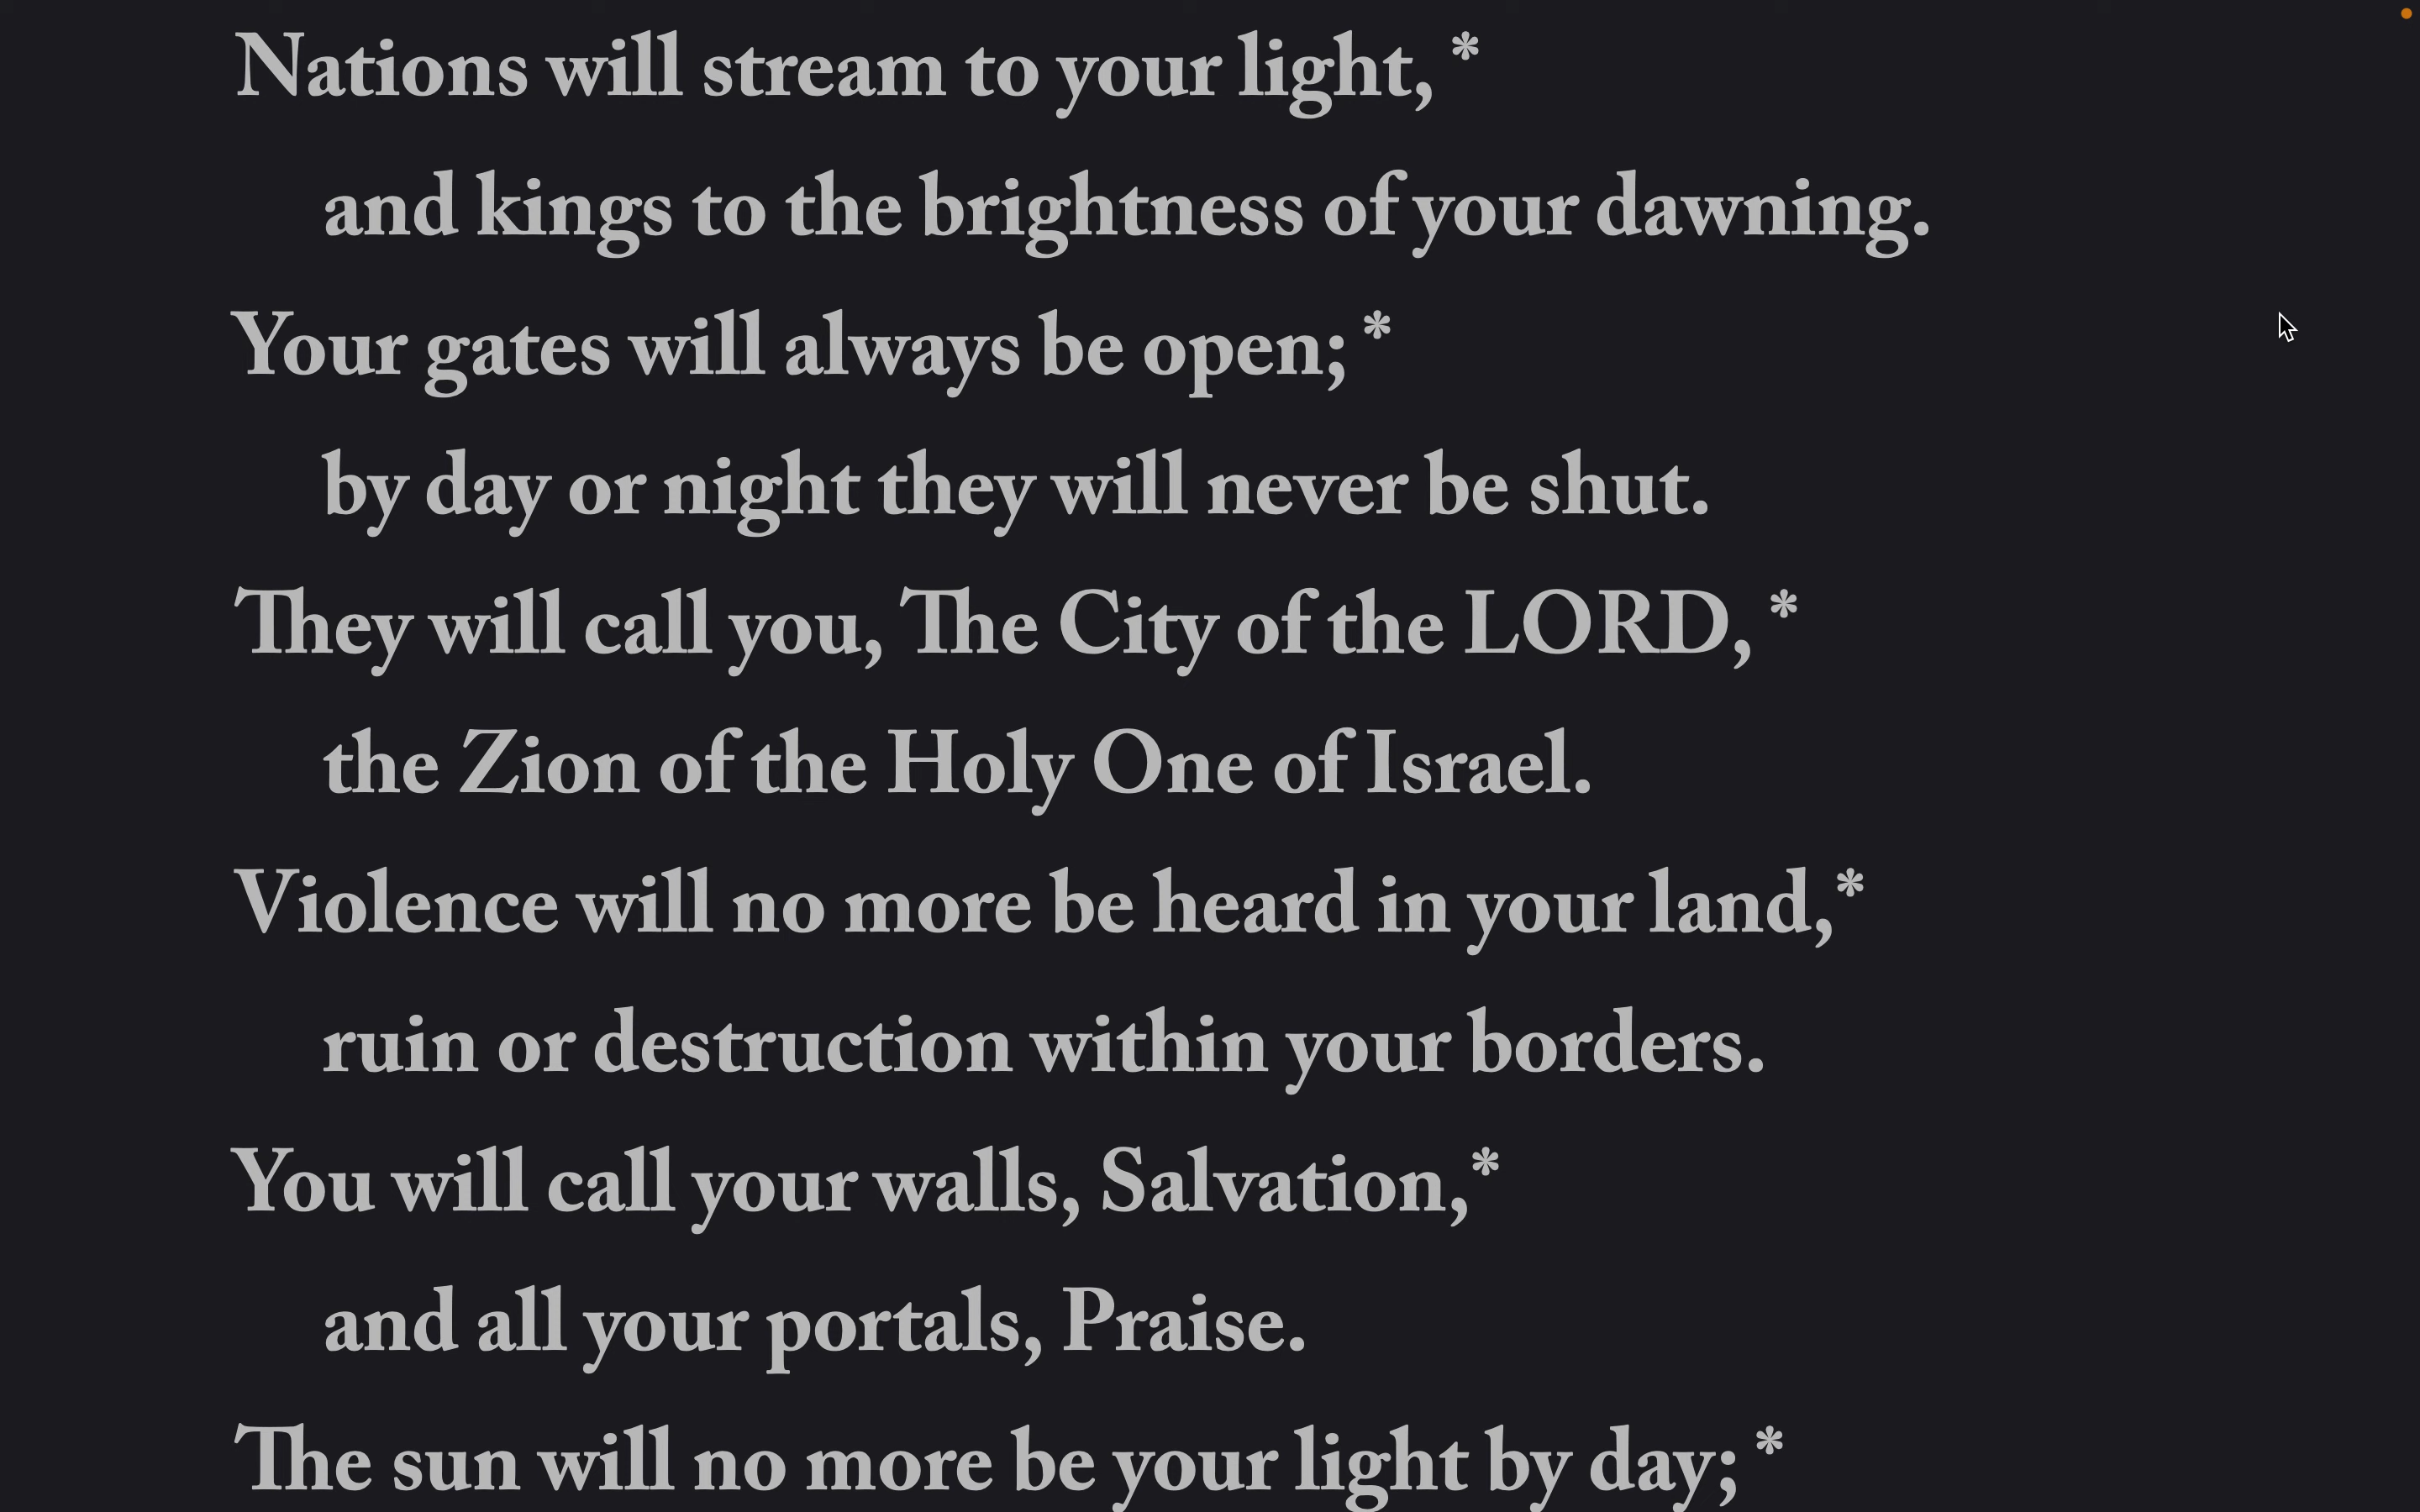 Nations will stream to your light, *
and kings to the brightness of your dawning.
Your gates will always be open; *
by day or night they will never be shut.
They will call you, The City of the LORD, *
the Zion of the Holy One of Israel.
Violence will no more be heard in your land,*
ruin or destruction within your borders.
You will call your walls, Salvation,*
and all your portals, Praise.
The sun will no more be your light by day; *